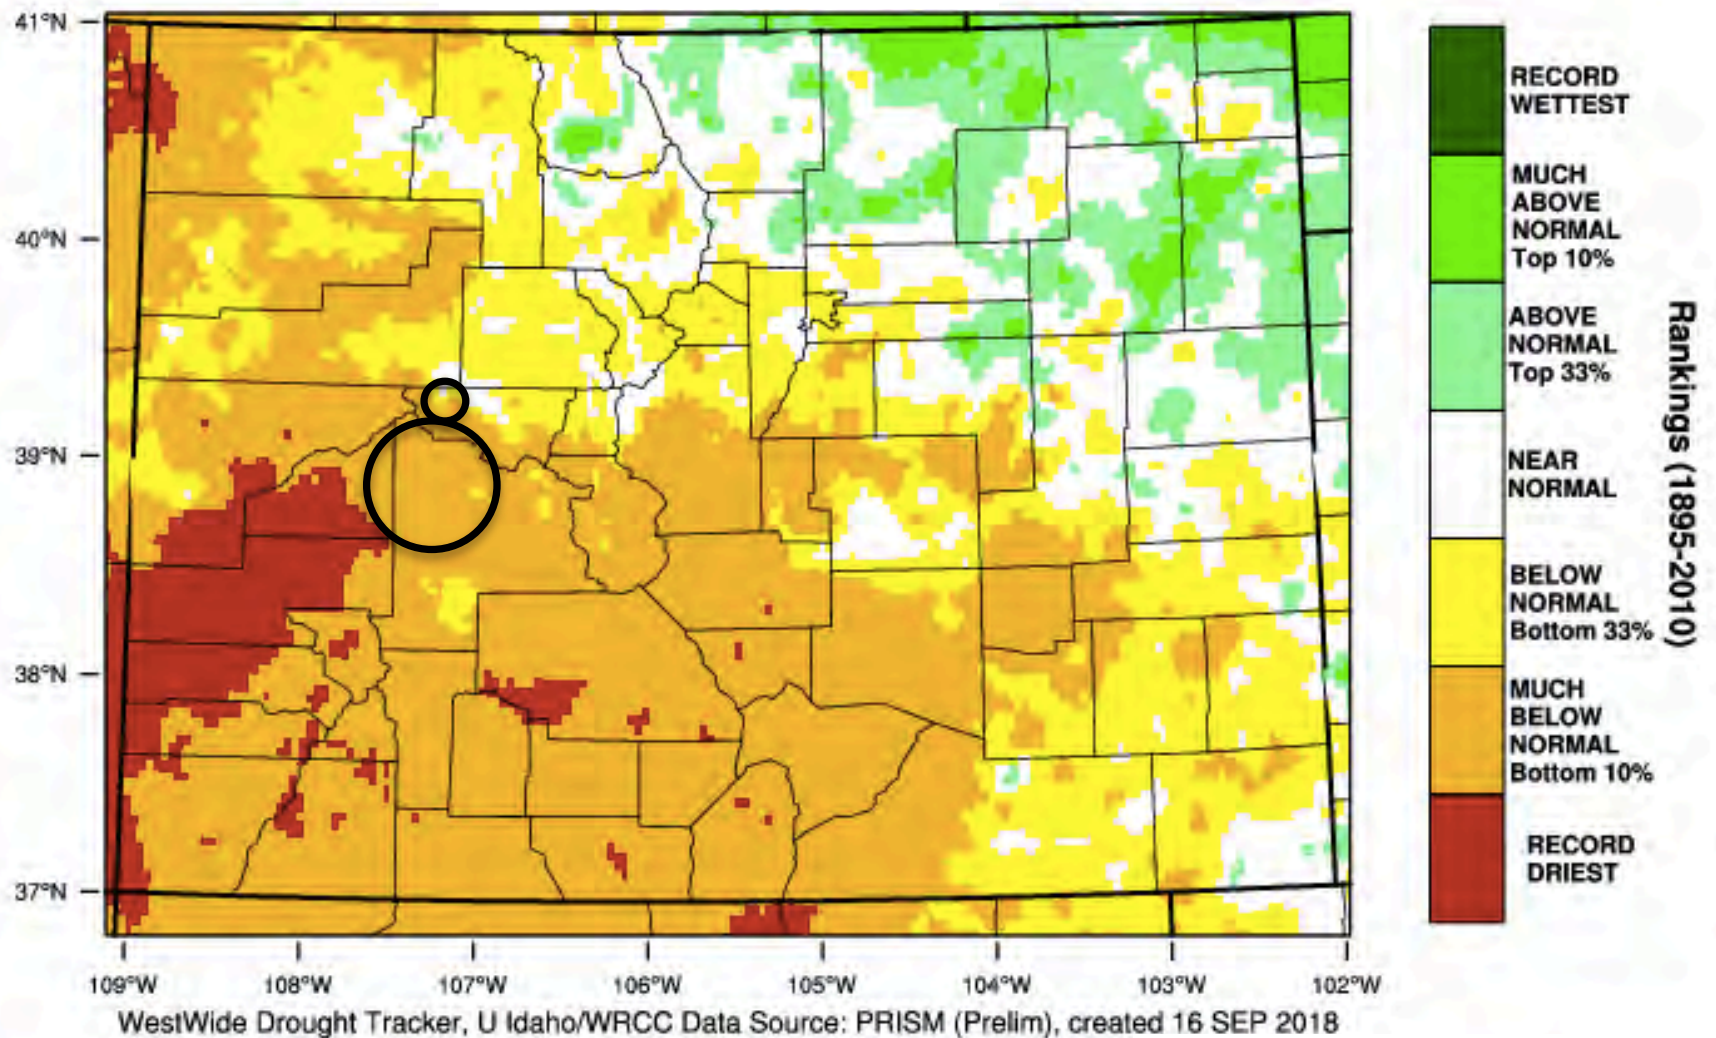 41°N
40°N
39°N
38°N
37°N
109°W 108°W 107°W 106°W 105°W 104°W 103°W 102°W
WestWide Drought Tracker, U Idaho/WRCC Data Source: PRISM (Prelim), created 16 SEP 2018
RECORD
WETTEST
MUCH
ABOVE
NORMAL
Top 10%
ABOVE
NORMAL
Top 33%
NEAR
NORMAL
BELOW
NORMAL
Bottom 33%
MUCH
BELOW
NORMAL
Bottom 10%
RECORD
DRIEST
Rankings (1895-2010)